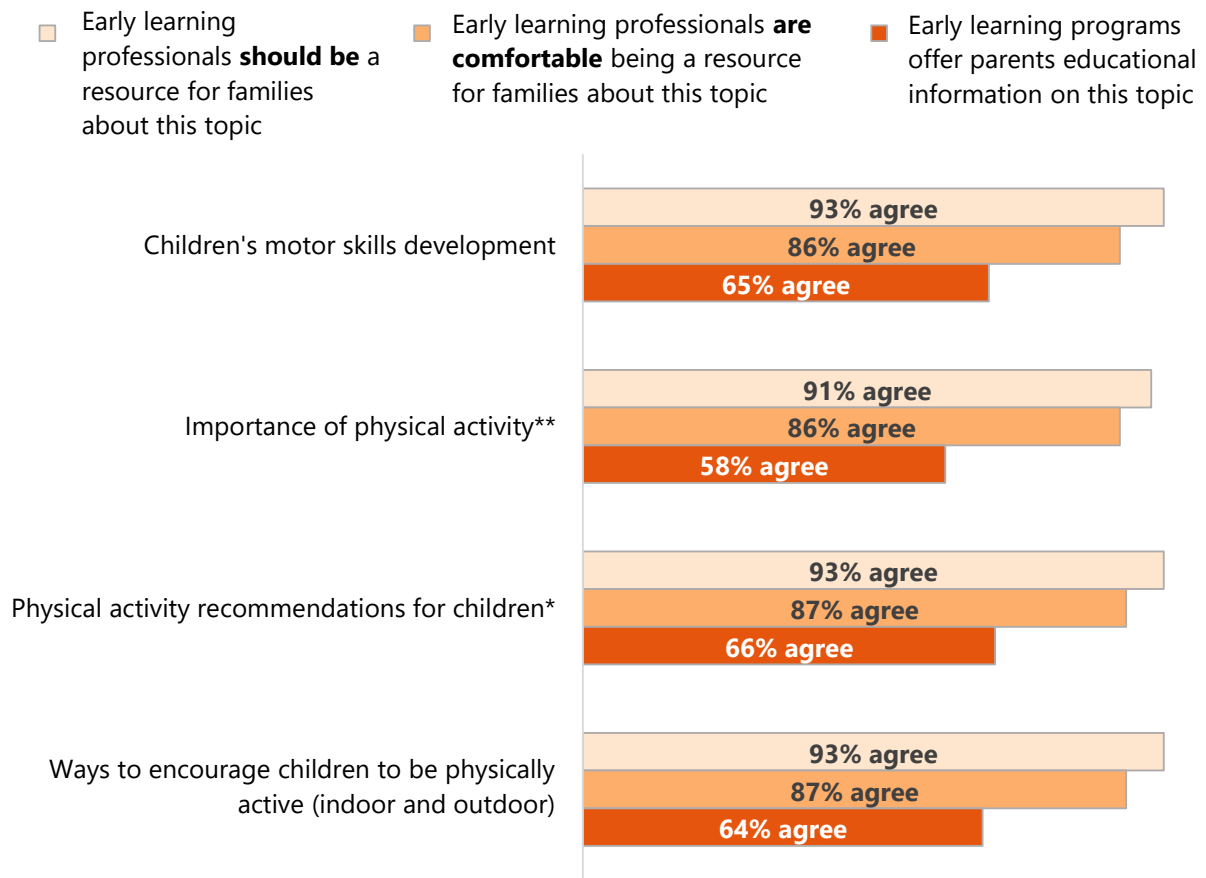 Early learning
professionals should be a
resource for families
about this topic
Early learning professionals are
comfortable being a resource
for families about this topic
Early learning programs
offer parents educational
information on this topic
Children's motor skills development
93% agree
86% agree
65% agree
Importance of physical activity**
91% agree
86% agree
58% agree
Physical activity recommendations for children*
93% agree
87% agree
66% agree
Ways to encourage children to be physically
active (indoor and outdoor)
93% agree
87% agree
64% agree